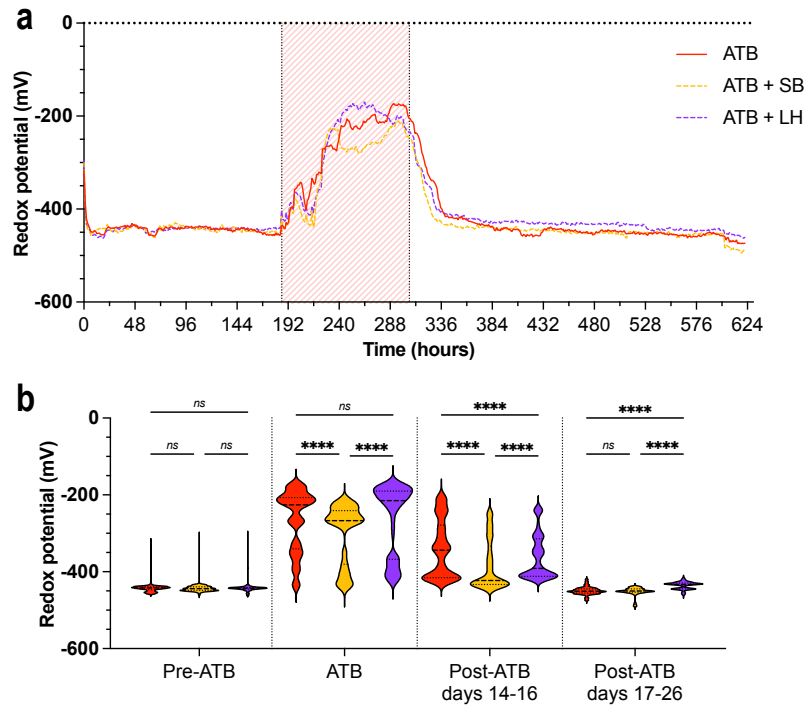 a
0
-200
-400
-600
Redox potential (mV)
ATB
ATB + SB
ATB + LH
0 48 96 144 192 240 288 336 384 432 480 528 576 624
Time (hours)
b
0
-200
-400
-600
Redox potential (mV)
ns ns **** ****
ns ns **** **** **** **** ns ****
Pre-ATB ATB Post-ATB Post-ATB
days 14-16 days 17-26